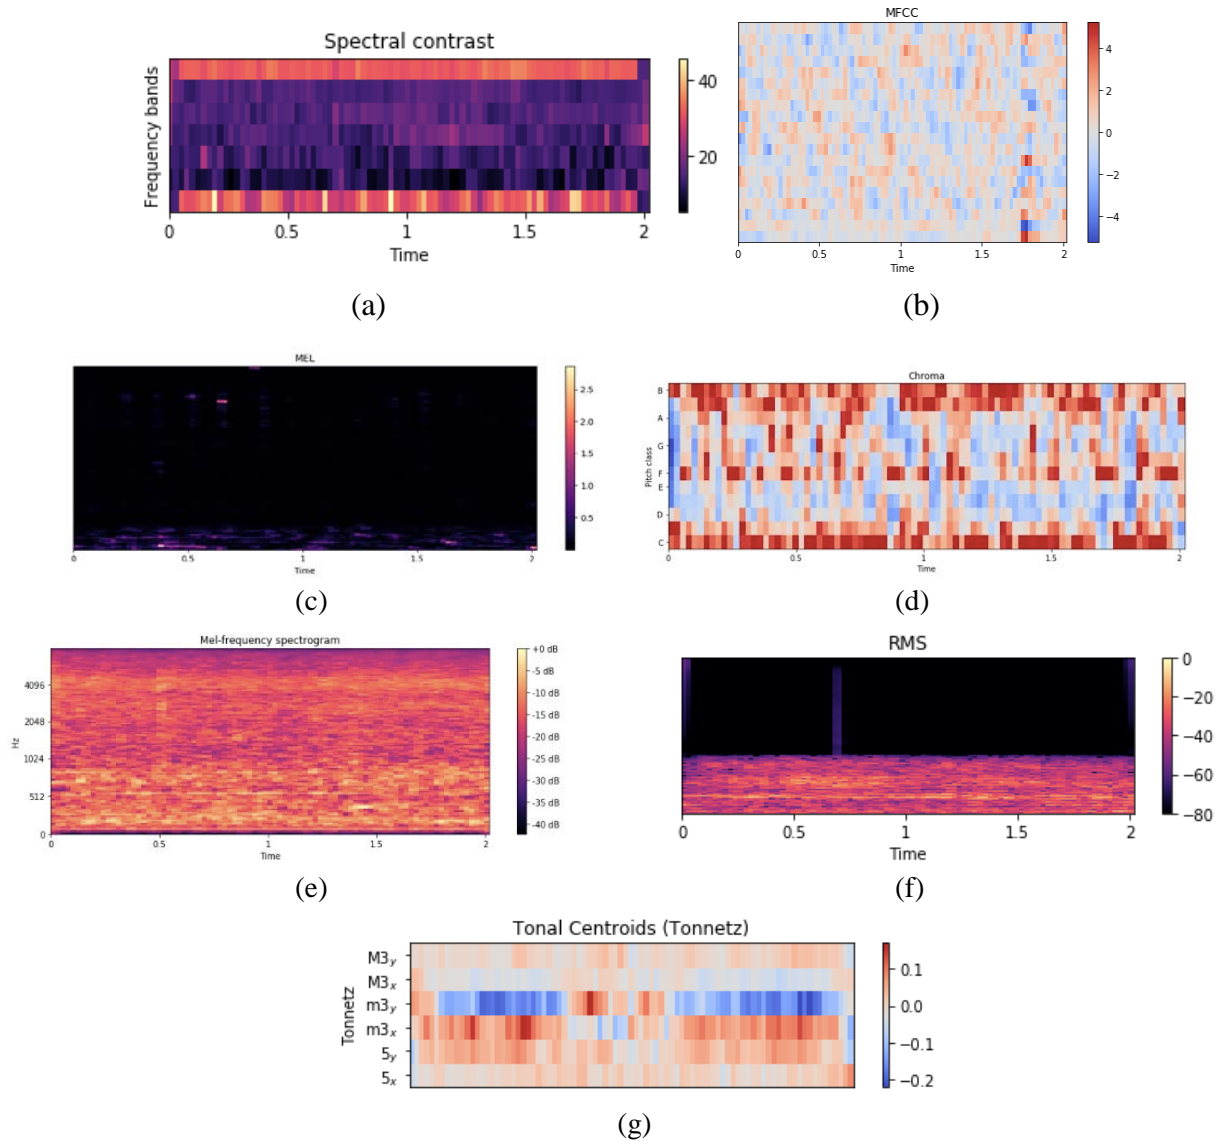 Spectral contrast
Frequency bands
40
20
0 0.5 1 1.5 2
Time
(a)
MFCC
4
2
0
−2
−4
0 0.5 1 1.5 2
Time
(b)
MEL
2.5
2.0
1.5
1.0
0.5
0 0.5 1 1.5 2
Time
(c)
Chroma
Pitch class
B
A
G
F
E
D
C
0 0.5 1 1.5 2
Time
(d)
Mel-frequency spectrogram
Hz
4096
2048
1024
512
0
+0 dB
-5 dB
-10 dB
-15 dB
-20 dB
-25 dB
-30 dB
-35 dB
-40 dB
0 0.5 1 1.5 2
Time
(e)
RMS
0
−20
−40
−60
−80
0 0.5 1 1.5 2
Time
(f)
Tonal Centroids (Tonnetz)
Tonnetz
M3y
M3x
m3y
m3x
5y
5x
0.1
0.0
−0.1
−0.2
(g)